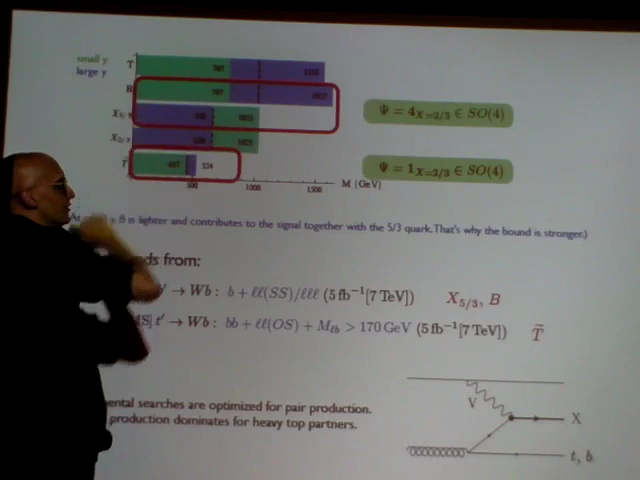 small y
large y
T
B
X2/3
T̃
524
500
1000
1500
M [GeV]
Ψ = 4X=2/3 ∈ SO(4)
Ψ = 1X=2/3 ∈ SO(4)
y, B is lighter and contributes to the signal together with the 5/3 quark. That's why the bound is stronger.)
from:
→ Wb : b + ℓℓ(SS)/ℓℓℓ (5 fb−1[7 TeV]) X5/3, B
t′ → Wb : bb + ℓℓ(OS) + Mℓb > 170 GeV (5 fb−1[7 TeV]) T̃
searches are optimized for pair production.
production dominates for heavy top partners.
V
X
t, b